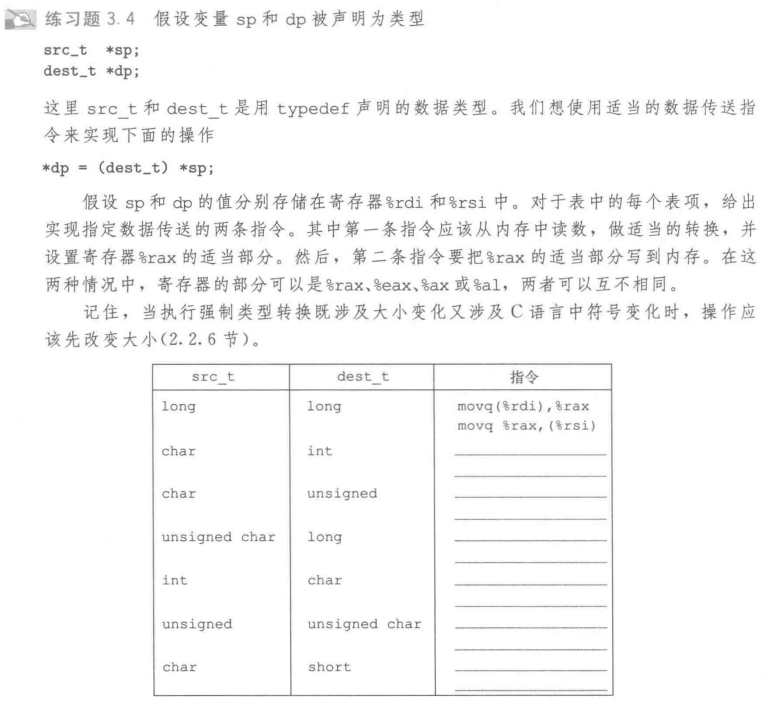 练习题 3.4 假设变量 sp 和 dp 被声明为类型
src_t *sp;
dest_t *dp;
这里 src_t 和 dest_t 是用 typedef 声明的数据类型。我们想使用适当的数据传送指
令来实现下面的操作
*dp = (dest_t) *sp;
假设 sp 和 dp 的值分别存储在寄存器%rdi 和%rsi 中。对于表中的每个表项，给出
实现指定数据传送的两条指令。其中第一条指令应该从内存中读数，做适当的转换，并
设置寄存器%rax 的适当部分。然后，第二条指令要把%rax 的适当部分写到内存。在这
两种情况中，寄存器的部分可以是%rax、%eax、%ax 或%al，两者可以互不相同。
记住，当执行强制类型转换既涉及大小变化又涉及 C 语言中符号变化时，操作应
该先改变大小(2.2.6 节)。
src_t dest_t 指令
long long movq(%rdi),%rax
movq %rax,(%rsi)
char int
char unsigned
unsigned char long
int char
unsigned unsigned char
char short